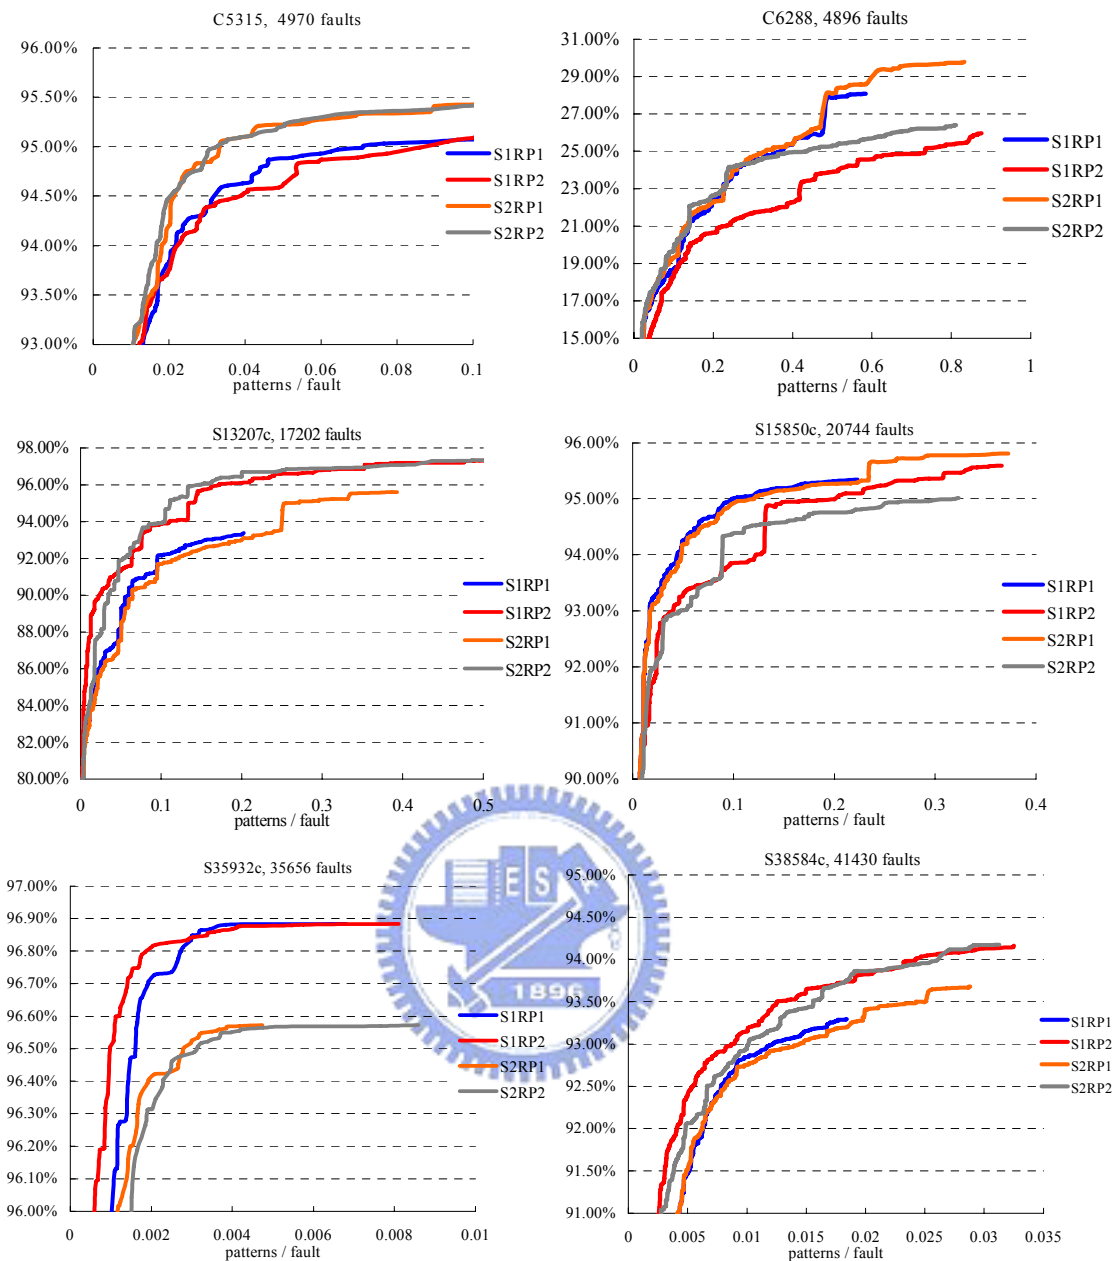 C5315, 4970 faults
96.00%
95.50%
95.00%
94.50%
94.00%
93.50%
93.00%
0 0.02 0.04 0.06 0.08 0.1
patterns / fault
S1RP1
S1RP2
S2RP1
S2RP2
C6288, 4896 faults
31.00%
29.00%
27.00%
25.00%
23.00%
21.00%
19.00%
17.00%
15.00%
0 0.2 0.4 0.6 0.8 1
patterns / fault
S1RP1
S1RP2
S2RP1
S2RP2
S13207c, 17202 faults
98.00%
96.00%
94.00%
92.00%
90.00%
88.00%
86.00%
84.00%
82.00%
80.00%
0 0.1 0.2 0.3 0.4 0.5
patterns / fault
S1RP1
S1RP2
S2RP1
S2RP2
S15850c, 20744 faults
96.00%
95.00%
94.00%
93.00%
92.00%
91.00%
90.00%
0 0.1 0.2 0.3 0.4
patterns / fault
S1RP1
S1RP2
S2RP1
S2RP2
S35932c, 35656 faults
97.00%
96.90%
96.80%
96.70%
96.60%
96.50%
96.40%
96.30%
96.20%
96.10%
96.00%
0 0.002 0.004 0.006 0.008 0.01
patterns / fault
S1RP1
S1RP2
S2RP1
S2RP2
E S
1896
S38584c, 41430 faults
95.00%
94.50%
94.00%
93.50%
93.00%
92.50%
92.00%
91.50%
91.00%
0 0.005 0.01 0.015 0.02 0.025 0.03 0.035
patterns / fault
S1RP1
S1RP2
S2RP1
S2RP2